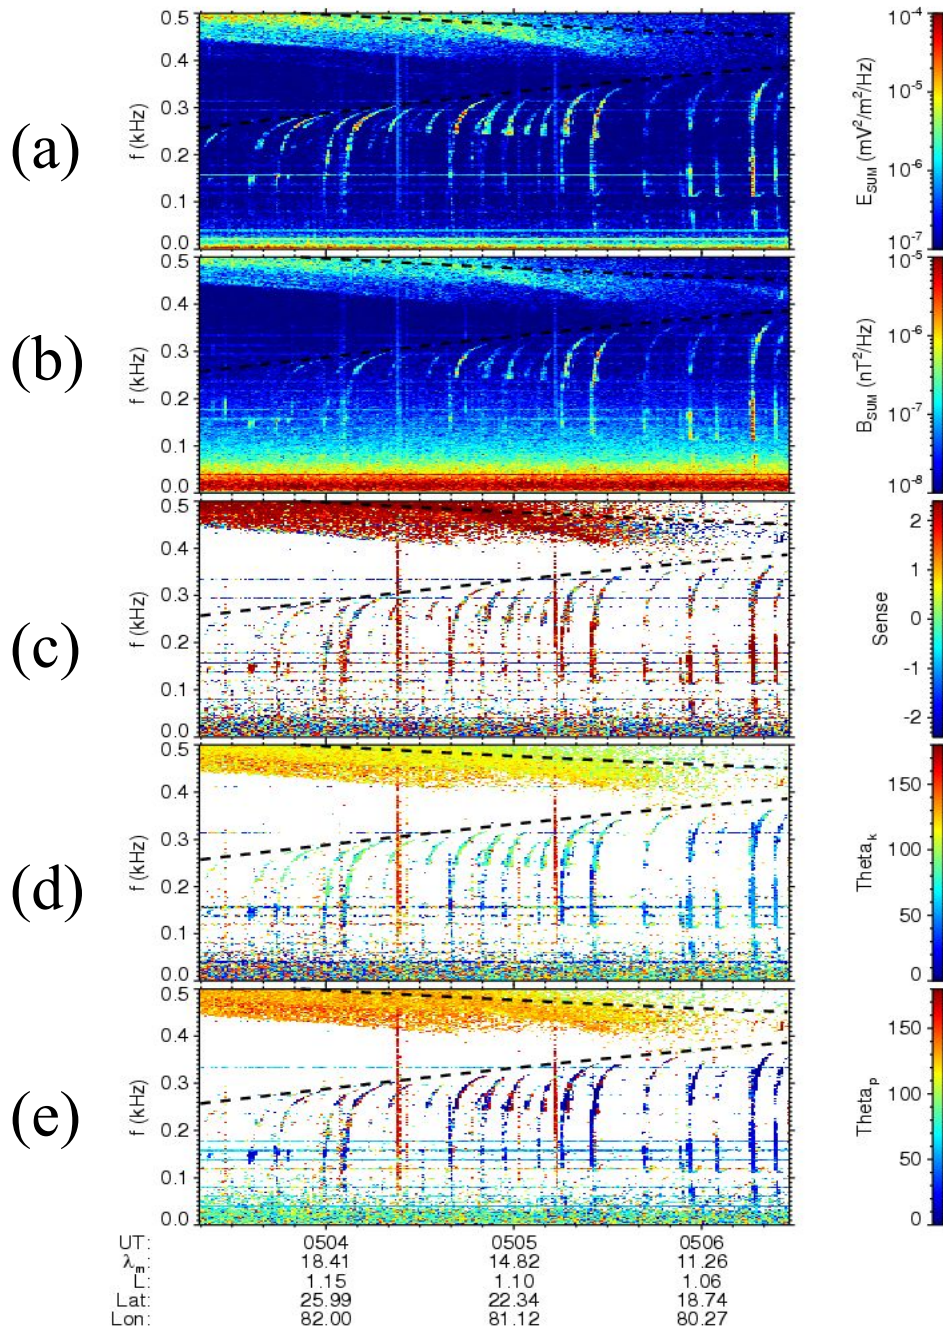 (a)
f (kHz)
0.5
0.4
0.3
0.2
0.1
0.0
10^-4
10^-5
10^-6
10^-7
E_SUM (mV^2/m^2/Hz)
(b)
f (kHz)
0.5
0.4
0.3
0.2
0.1
0.0
10^-5
10^-6
10^-7
10^-8
B_SUM (nT^2/Hz)
(c)
f (kHz)
0.5
0.4
0.3
0.2
0.1
0.0
2
1
0
-1
-2
Sense
(d)
f (kHz)
0.5
0.4
0.3
0.2
0.1
0.0
150
100
50
0
Theta_k
(e)
f (kHz)
0.5
0.4
0.3
0.2
0.1
0.0
150
100
50
0
Theta_p
UT: 0504 0505 0506
λ_m: 18.41 14.82 11.26
L: 1.15 1.10 1.06
Lat: 25.99 22.34 18.74
Lon: 82.00 81.12 80.27